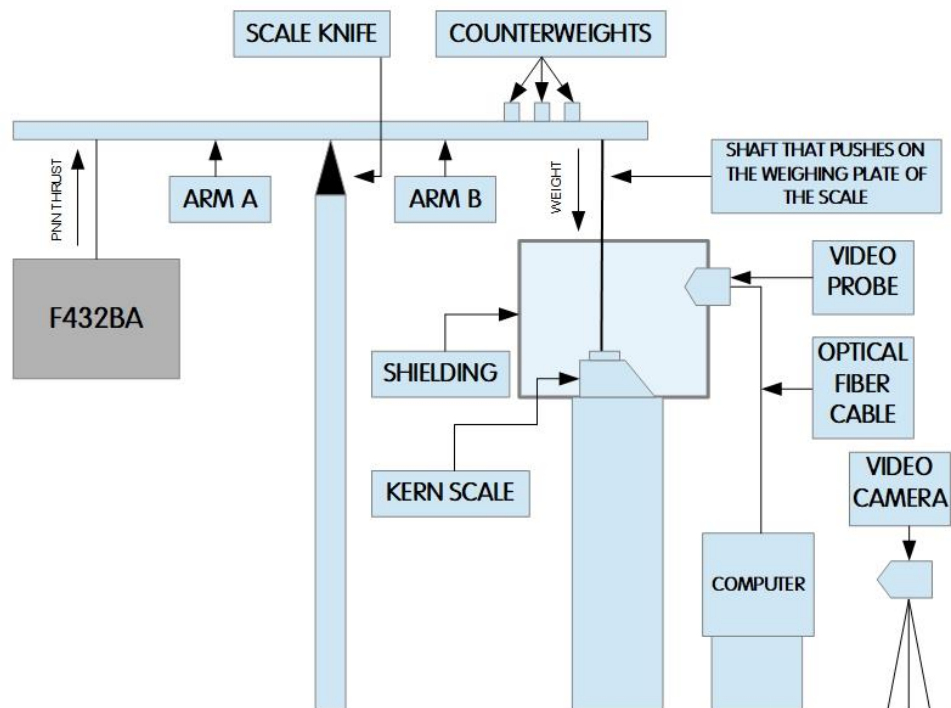 SCALE KNIFE
COUNTERWEIGHTS
PNN THRUST
ARM A
ARM B
WEIGHT
SHAFT THAT PUSHES ON
THE WEIGHING PLATE OF
THE SCALE
F432BA
VIDEO
PROBE
SHIELDING
OPTICAL
FIBER
CABLE
KERN SCALE
VIDEO
CAMERA
COMPUTER